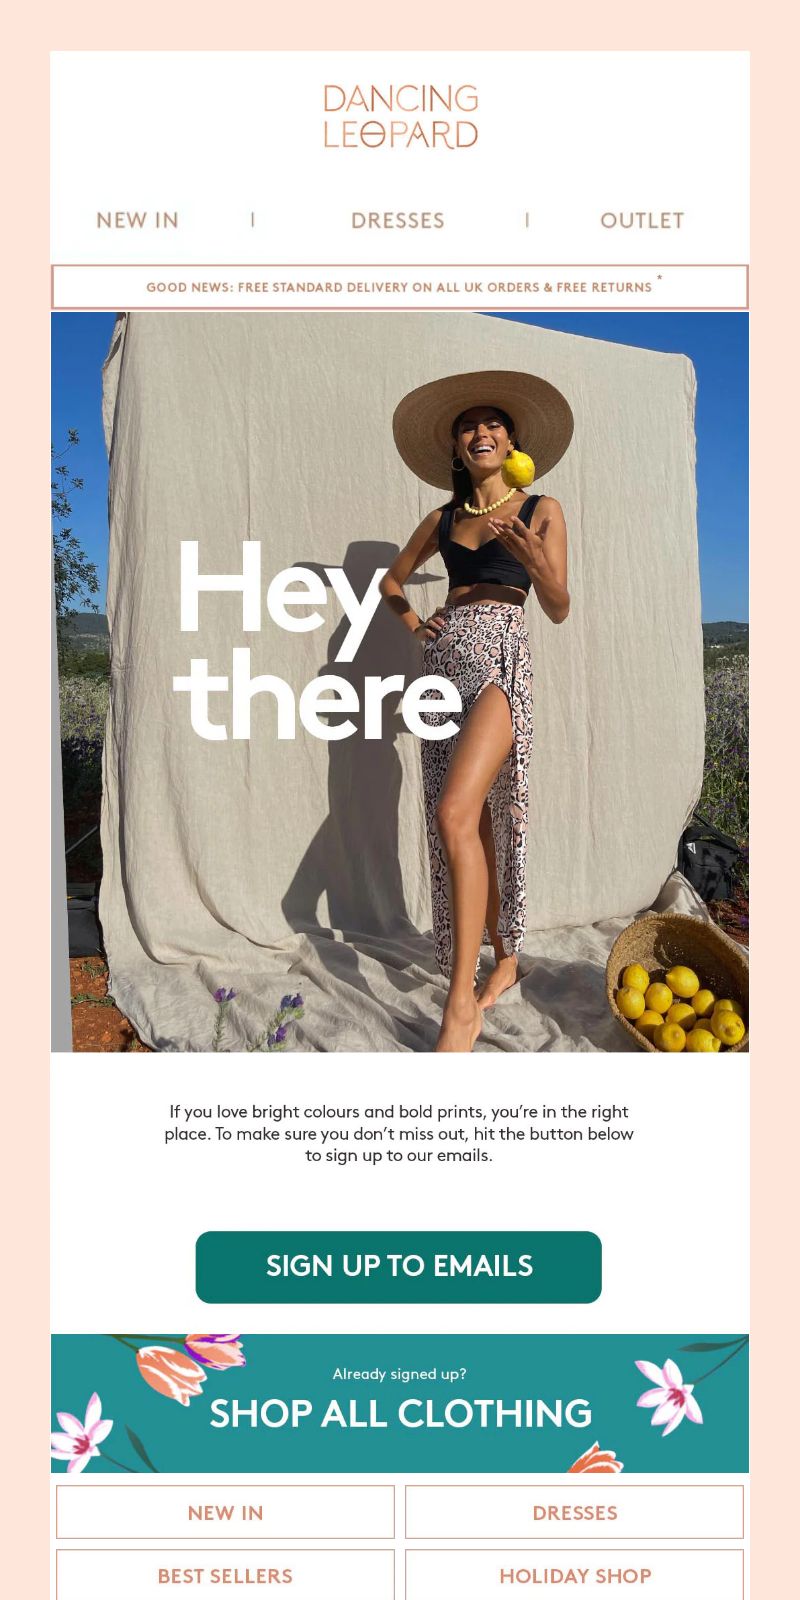 DANCING
LEOPARD
NEW IN | DRESSES | OUTLET
GOOD NEWS: FREE STANDARD DELIVERY ON ALL UK ORDERS & FREE RETURNS *
Hey
there
If you love bright colours and bold prints, you’re in the right
place. To make sure you don’t miss out, hit the button below
to sign up to our emails.
SIGN UP TO EMAILS
Already signed up?
SHOP ALL CLOTHING
NEW IN
DRESSES
BEST SELLERS
HOLIDAY SHOP